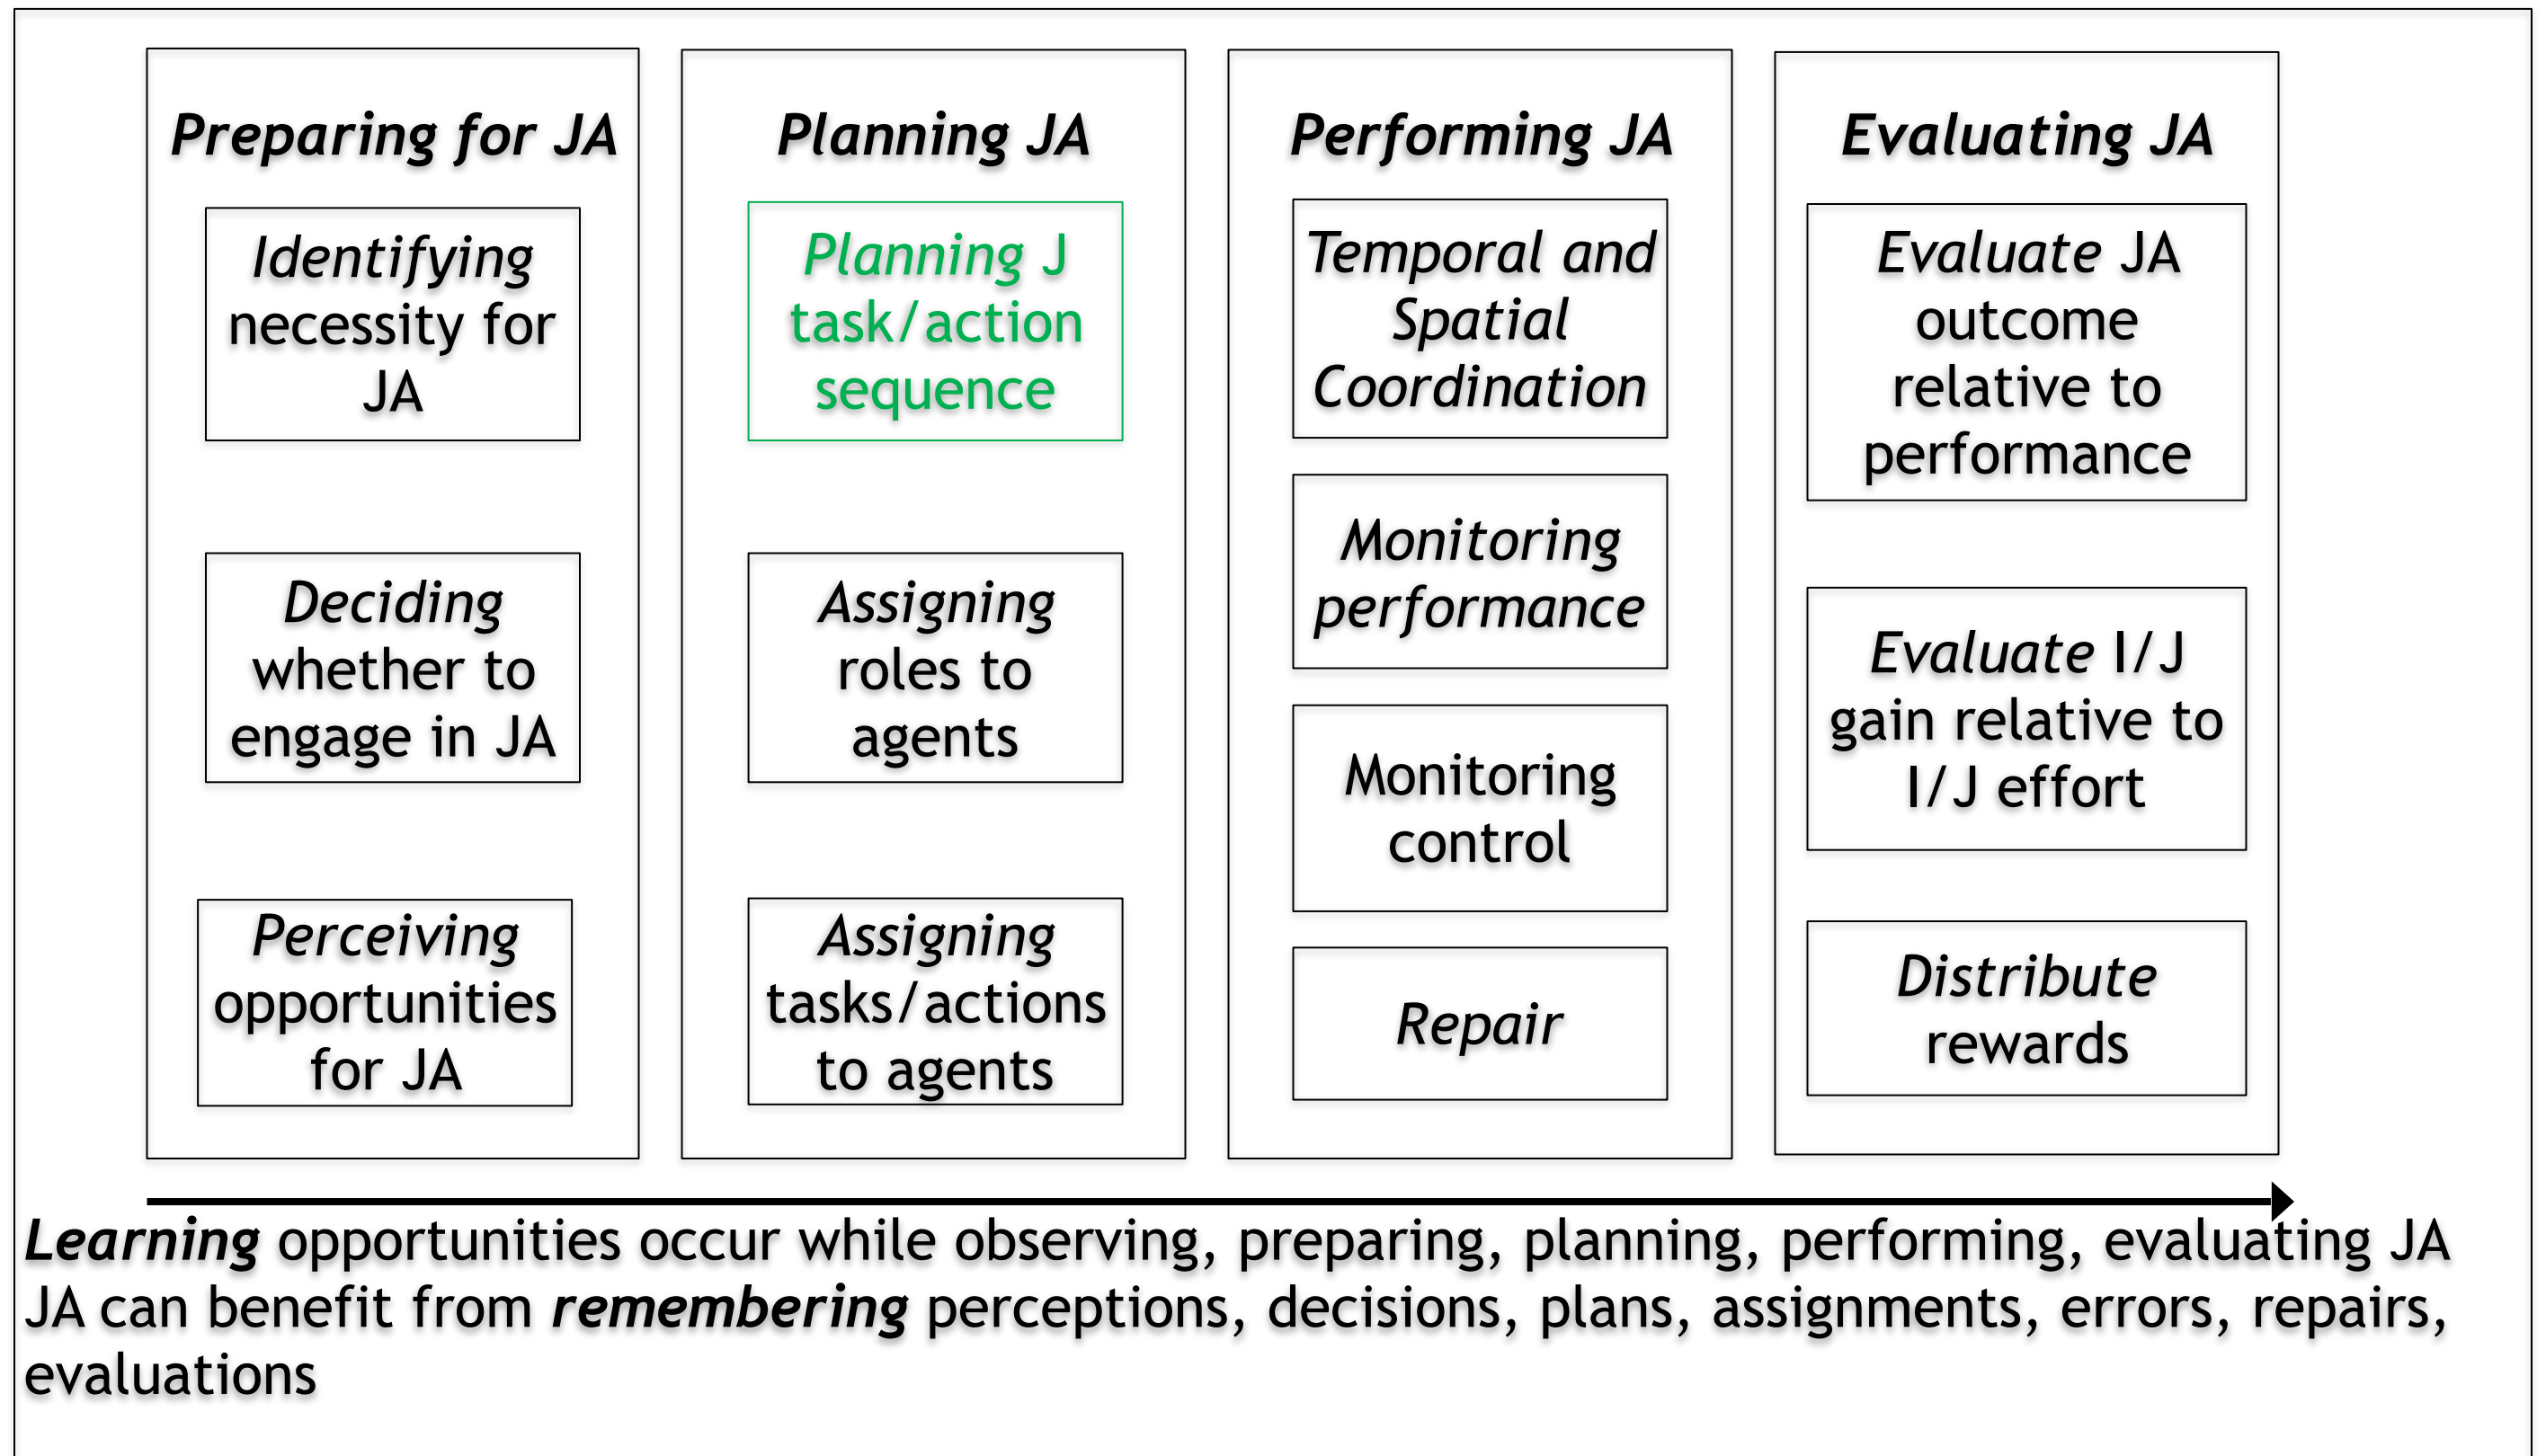 Preparing for JA
Identifying
necessity for
JA
Deciding
whether to
engage in JA
Perceiving
opportunities
for JA
Planning JA
Planning J
task/action
sequence
Assigning
roles to
agents
Assigning
tasks/actions
to agents
Performing JA
Temporal and
Spatial
Coordination
Monitoring
performance
Monitoring
control
Repair
Evaluating JA
Evaluate JA
outcome
relative to
performance
Evaluate I/J
gain relative to
I/J effort
Distribute
rewards
Learning opportunities occur while observing, preparing, planning, performing, evaluating JA
JA can benefit from remembering perceptions, decisions, plans, assignments, errors, repairs,
evaluations